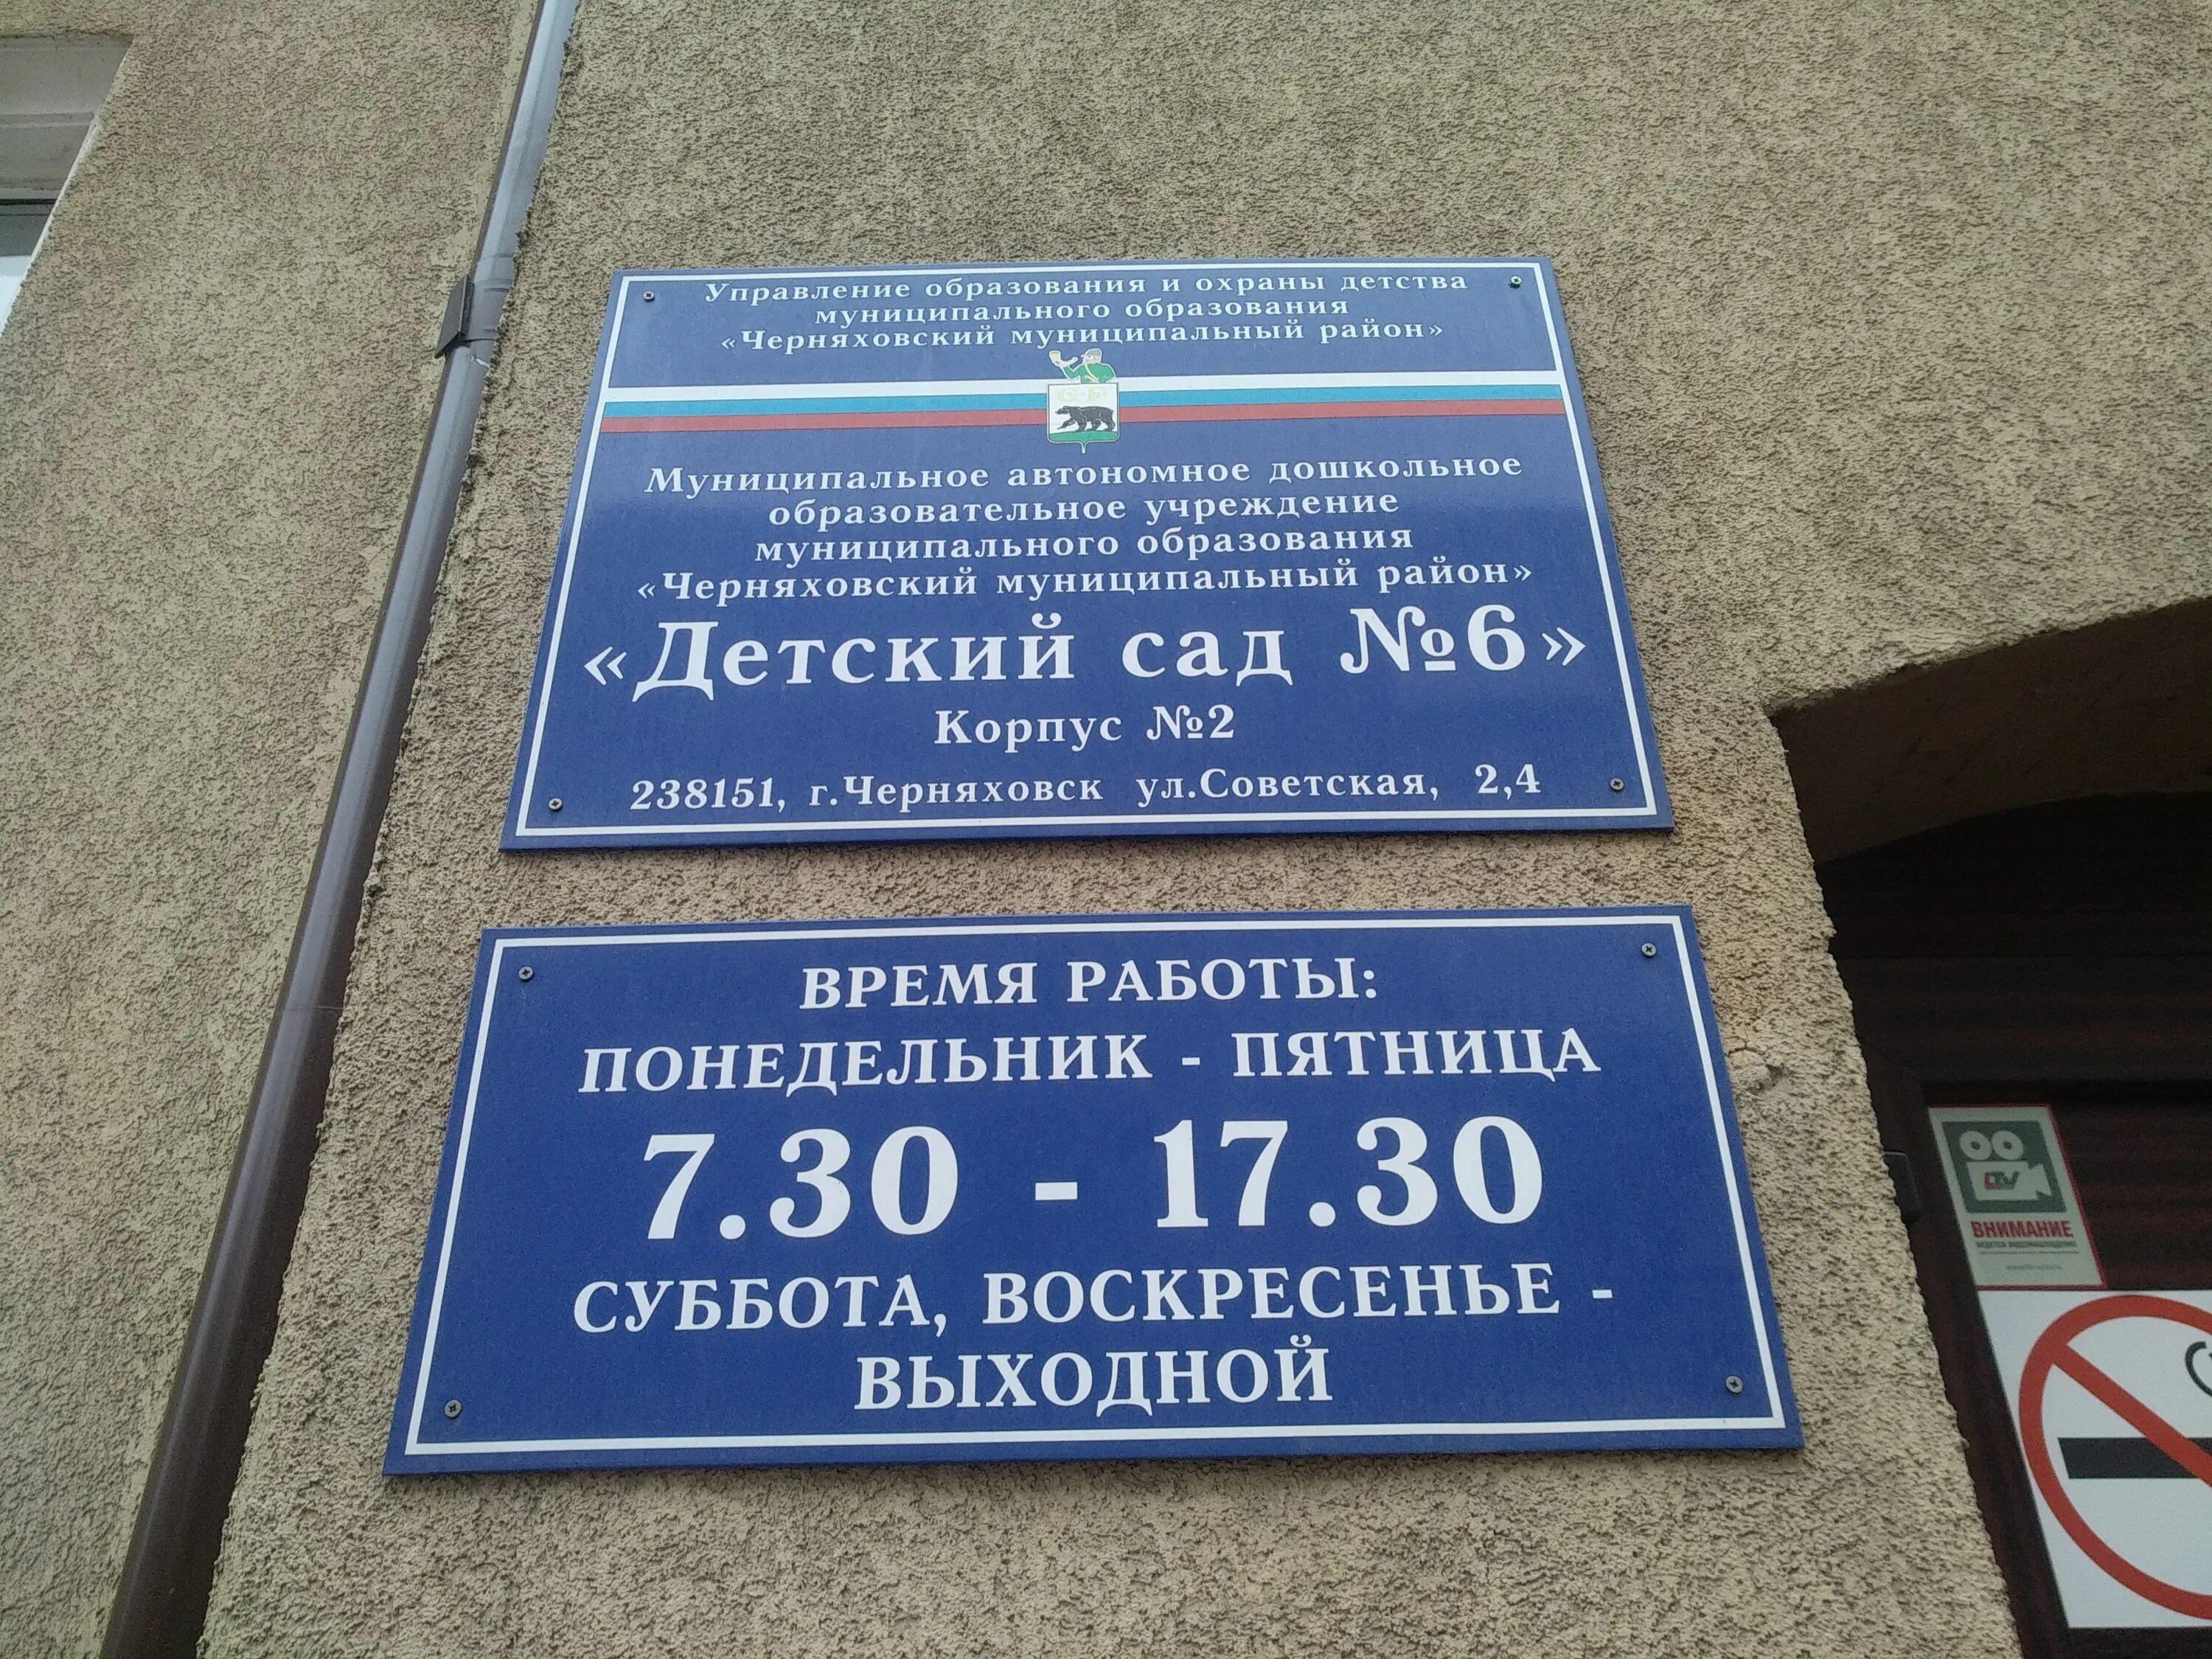 Управление образования и охраны детства
муниципального образования
«Черняховский муниципальный район»
G F
Муниципальное автономное дошкольное
образовательное учреждение
муниципального образования
«Черняховский муниципальный район»
«Детский сад №6»
Корпус №2
238151, г.Черняховск ул.Советская, 2,4
ВРЕМЯ РАБОТЫ:
ПОНЕДЕЛЬНИК - ПЯТНИЦА
7.30 - 17.30
СУББОТА, ВОСКРЕСЕНЬЕ -
ВЫХОДНОЙ
ВНИМАНИЕ
ВЕДЕТСЯ ВИДЕОНАБЛЮДЕНИЕ